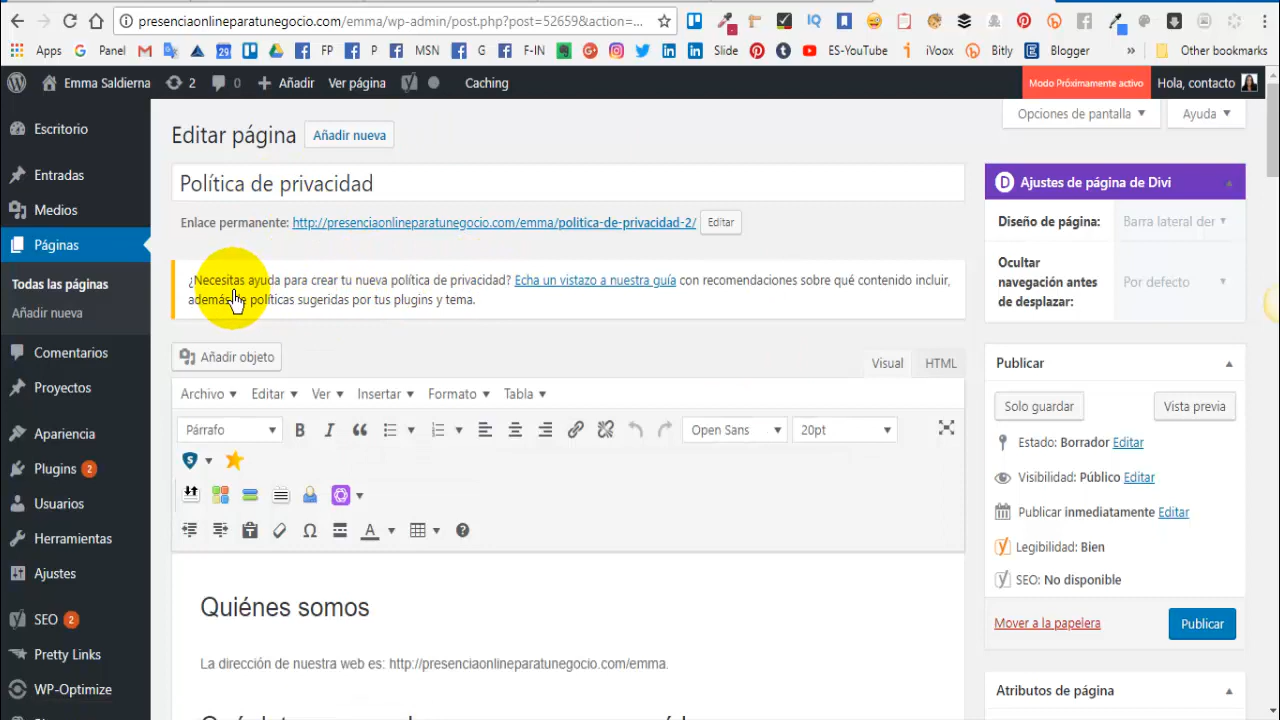 presenciaonlineparatunegocio.com/emma/wp-admin/post.php?post=52659&action=...
Apps G Panel 29 FP P MSN G F-IN Slide ES-YouTube iVoox Bitly Blogger » Other bookmarks
Emma Saldierna 2 0 Añadir Ver página Caching Modo Próximamente activo Hola, contacto
Opciones de pantalla Ayuda
Escritorio
Entradas
Medios
Páginas
Todas las páginas
Añadir nueva
Comentarios
Proyectos
Apariencia
Plugins 2
Usuarios
Herramientas
Ajustes
SEO 2
Pretty Links
WP-Optimize
Editar página Añadir nueva
Política de privacidad
Enlace permanente: http://presenciaonlineparatunegocio.com/emma/politica-de-privacidad-2/ Editar
¿Necesitas ayuda para crear tu nueva política de privacidad? Echa un vistazo a nuestra guía con recomendaciones sobre qué contenido incluir,
además de políticas sugeridas por tus plugins y tema.
Añadir objeto Visual HTML
Archivo Editar Ver Insertar Formato Tabla
Párrafo B I Open Sans 20pt
Quiénes somos
La dirección de nuestra web es: http://presenciaonlineparatunegocio.com/emma.
D Ajustes de página de Divi
Diseño de página: Barra lateral der
Ocultar
navegación antes
de desplazar:
Por defecto
Publicar
Solo guardar Vista previa
Estado: Borrador Editar
Visibilidad: Público Editar
Publicar inmediatamente Editar
Legibilidad: Bien
SEO: No disponible
Mover a la papelera Publicar
Atributos de página